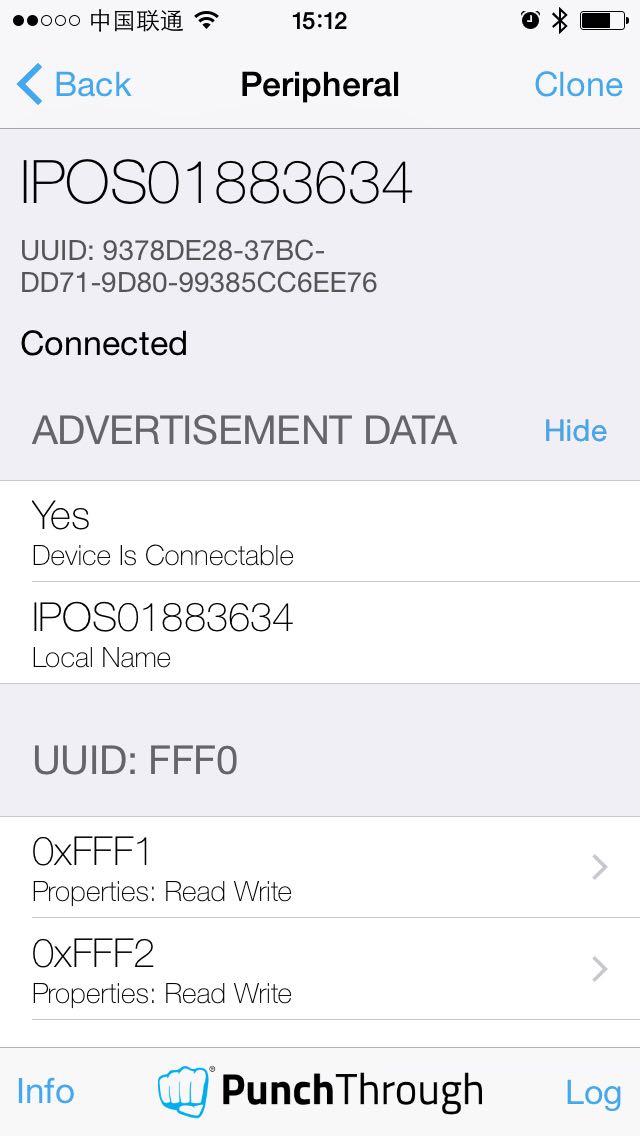 中国联通 15:12
Back Peripheral Clone
IPOS01883634
UUID: 9378DE28-37BC-
DD71-9D80-99385CC6EE76
Connected
ADVERTISEMENT DATA Hide
Yes
Device Is Connectable
IPOS01883634
Local Name
UUID: FFF0
0xFFF1
Properties: Read Write
0xFFF2
Properties: Read Write
Info PunchThrough® Log